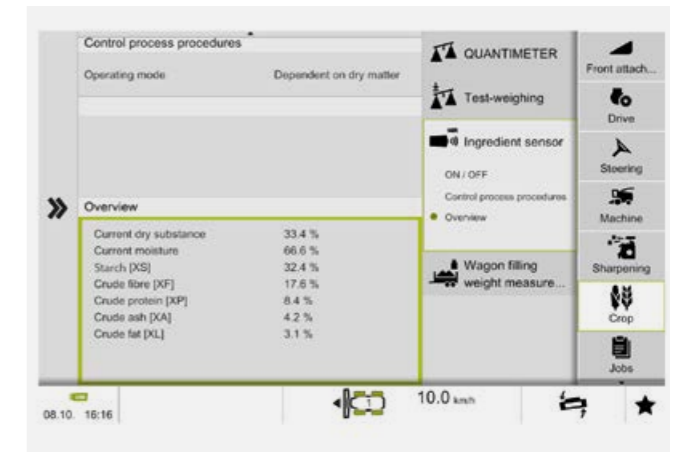 Control process procedures
Operating mode Dependent on dry matter
Overview
Current dry substance 33.4 %
Current moisture 66.6 %
Starch [XS] 32.4 %
Crude fibre [XF] 17.6 %
Crude protein [XP] 8.4 %
Crude ash [XA] 4.2 %
Crude fat [XL] 3.1 %
QUANTIMETER
Test-weighing
Ingredient sensor
ON / OFF
Control process procedures
Overview
Wagon filling
weight measure...
Front attach...
Drive
Steering
Machine
Sharpening
Crop
Jobs
08.10. 16:16
1
10.0 km/h